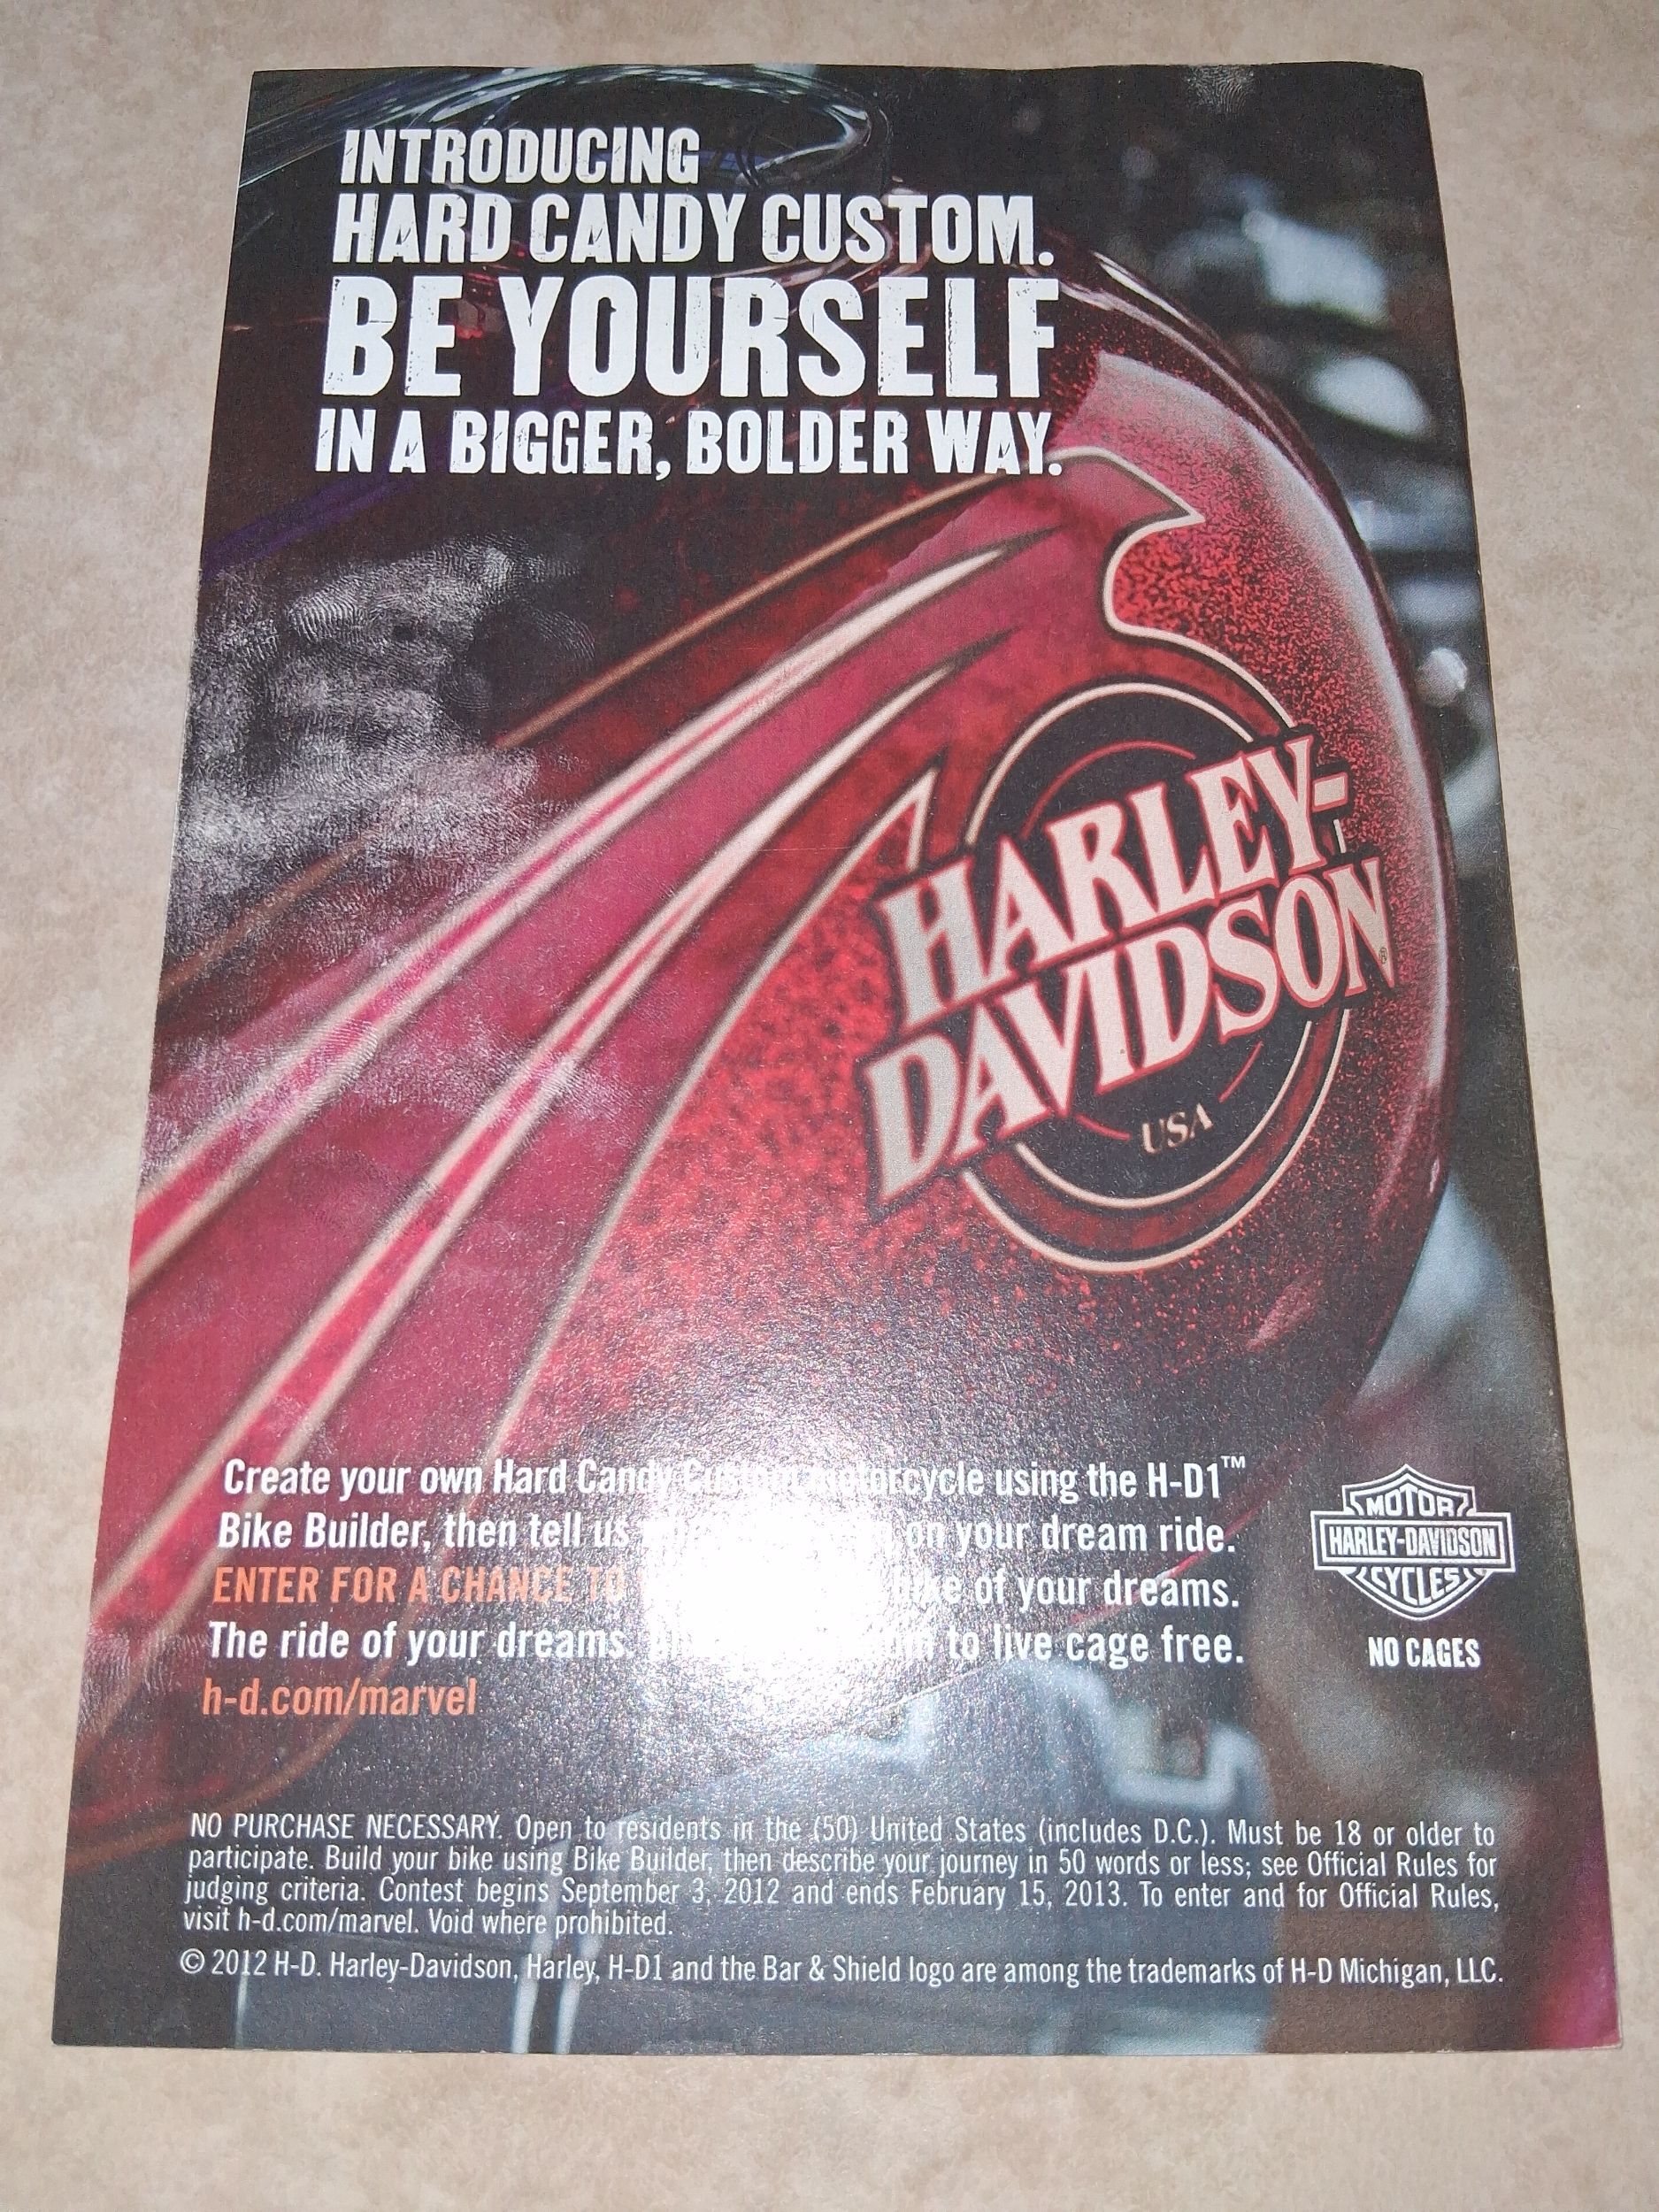 INTRODUCING
HARD CANDY CUSTOM.
BE YOURSELF
IN A BIGGER, BOLDER WAY.
HARLEY-
DAVIDSON
®
USA
Create your own Hard Candy Custom motorcycle using the H-D1™
Bike Builder, then tell us on your dream ride.
ENTER FOR A CHANCE TO bike of your dreams.
The ride of your dreams. to live cage free.
h-d.com/marvel
MOTOR
HARLEY-DAVIDSON
CYCLES
NO CAGES
NO PURCHASE NECESSARY. Open to residents in the (50) United States (includes D.C.). Must be 18 or older to
participate. Build your bike using Bike Builder, then describe your journey in 50 words or less; see Official Rules for
judging criteria. Contest begins September 3, 2012 and ends February 15, 2013. To enter and for Official Rules,
visit h-d.com/marvel. Void where prohibited.
© 2012 H-D. Harley-Davidson, Harley, H-D1 and the Bar & Shield logo are among the trademarks of H-D Michigan, LLC.